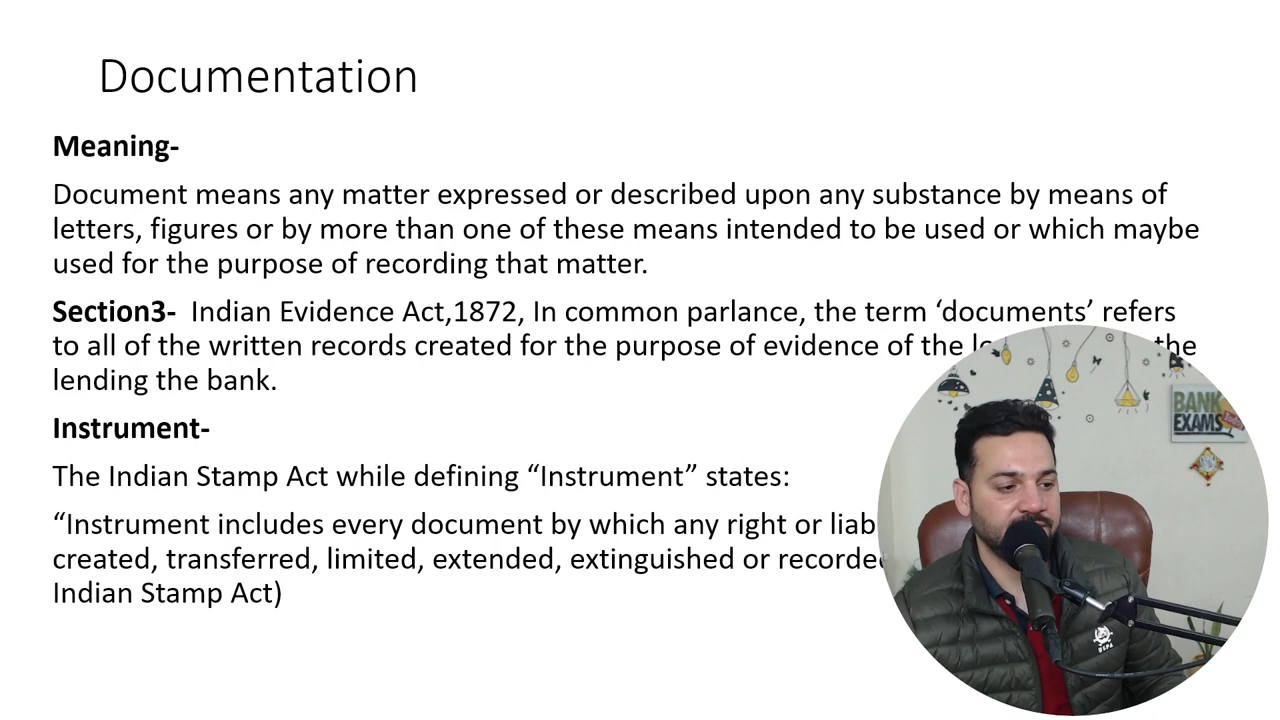 Documentation
Meaning-
Document means any matter expressed or described upon any substance by means of
letters, figures or by more than one of these means intended to be used or which maybe
used for the purpose of recording that matter.
Section3- Indian Evidence Act,1872, In common parlance, the term ‘documents’ refers
to all of the written records created for the purpose of evidence of the the
lending the bank.
Instrument-
The Indian Stamp Act while defining “Instrument” states:
“Instrument includes every document by which any right or
created, transferred, limited, extended, extinguished or recorded
Indian Stamp Act)
BANK
EXAMS